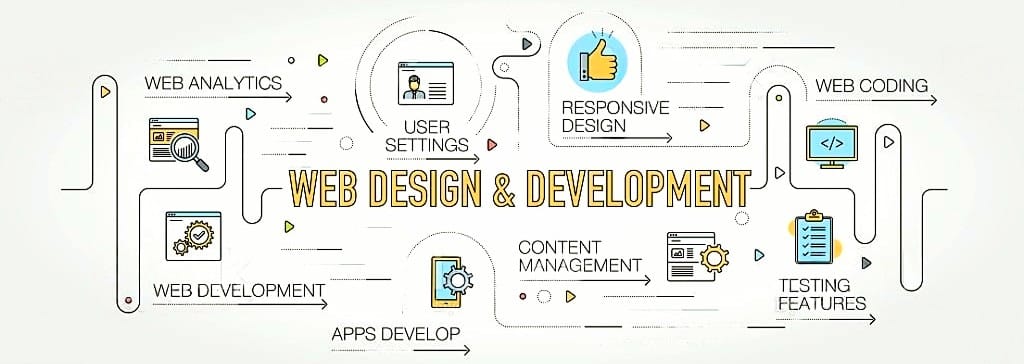 WEB ANALYTICS
USER
SETTINGS
RESPONSIVE
DESIGN
WEB CODING
</>
WEB DESIGN & DEVELOPMENT
WEB DEVELOPMENT
APPS DEVELOP
CONTENT
MANAGEMENT
TESTING
FEATURES